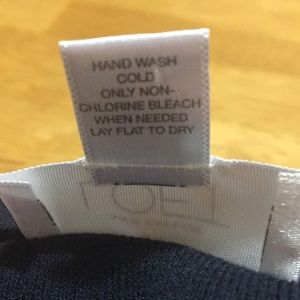 HAND WASH
COLD
ONLY NON-
CHLORINE BLEACH
WHEN NEEDED
LAY FLAT TO DRY